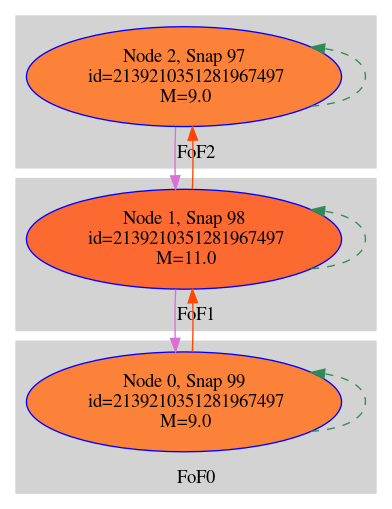 Node 2, Snap 97
id=2139210351281967497
M=9.0
FoF2
Node 1, Snap 98
id=2139210351281967497
M=11.0
FoF1
Node 0, Snap 99
id=2139210351281967497
M=9.0
FoF0